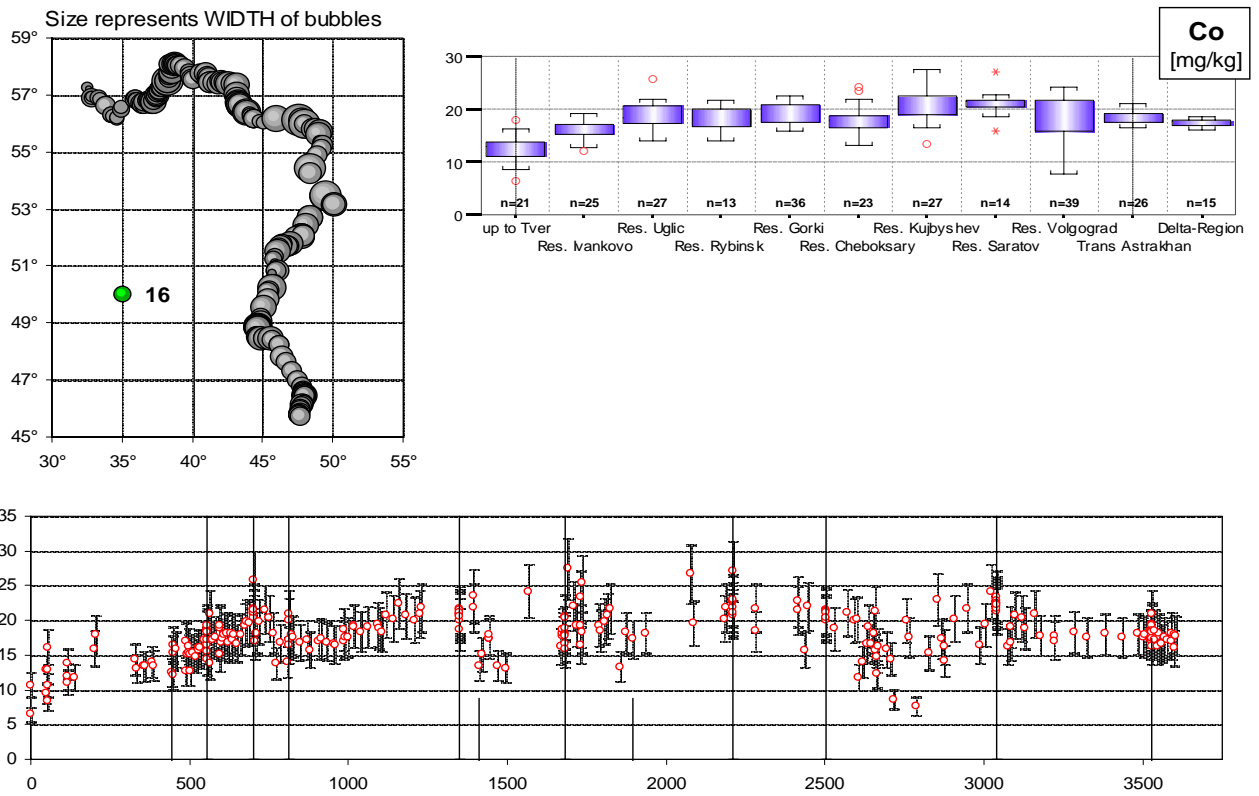 Size represents WIDTH of bubbles
Co
[mg/kg]
59°
57°
55°
53°
51°
49°
47°
45°
30° 35° 40° 45° 50° 55°
16
30
20
10
0
n=21 n=25 n=27 n=13 n=36 n=23 n=27 n=14 n=39 n=26 n=15
up to Tver Res. Uglic Res. Gorki Res. Kujbyshev Res. Volgograd Delta-Region
Res. Ivankovo Res. Rybinsk Res. Cheboksary Res. Saratov Trans Astrakhan
35
30
25
20
15
10
5
0
0 500 1000 1500 2000 2500 3000 3500